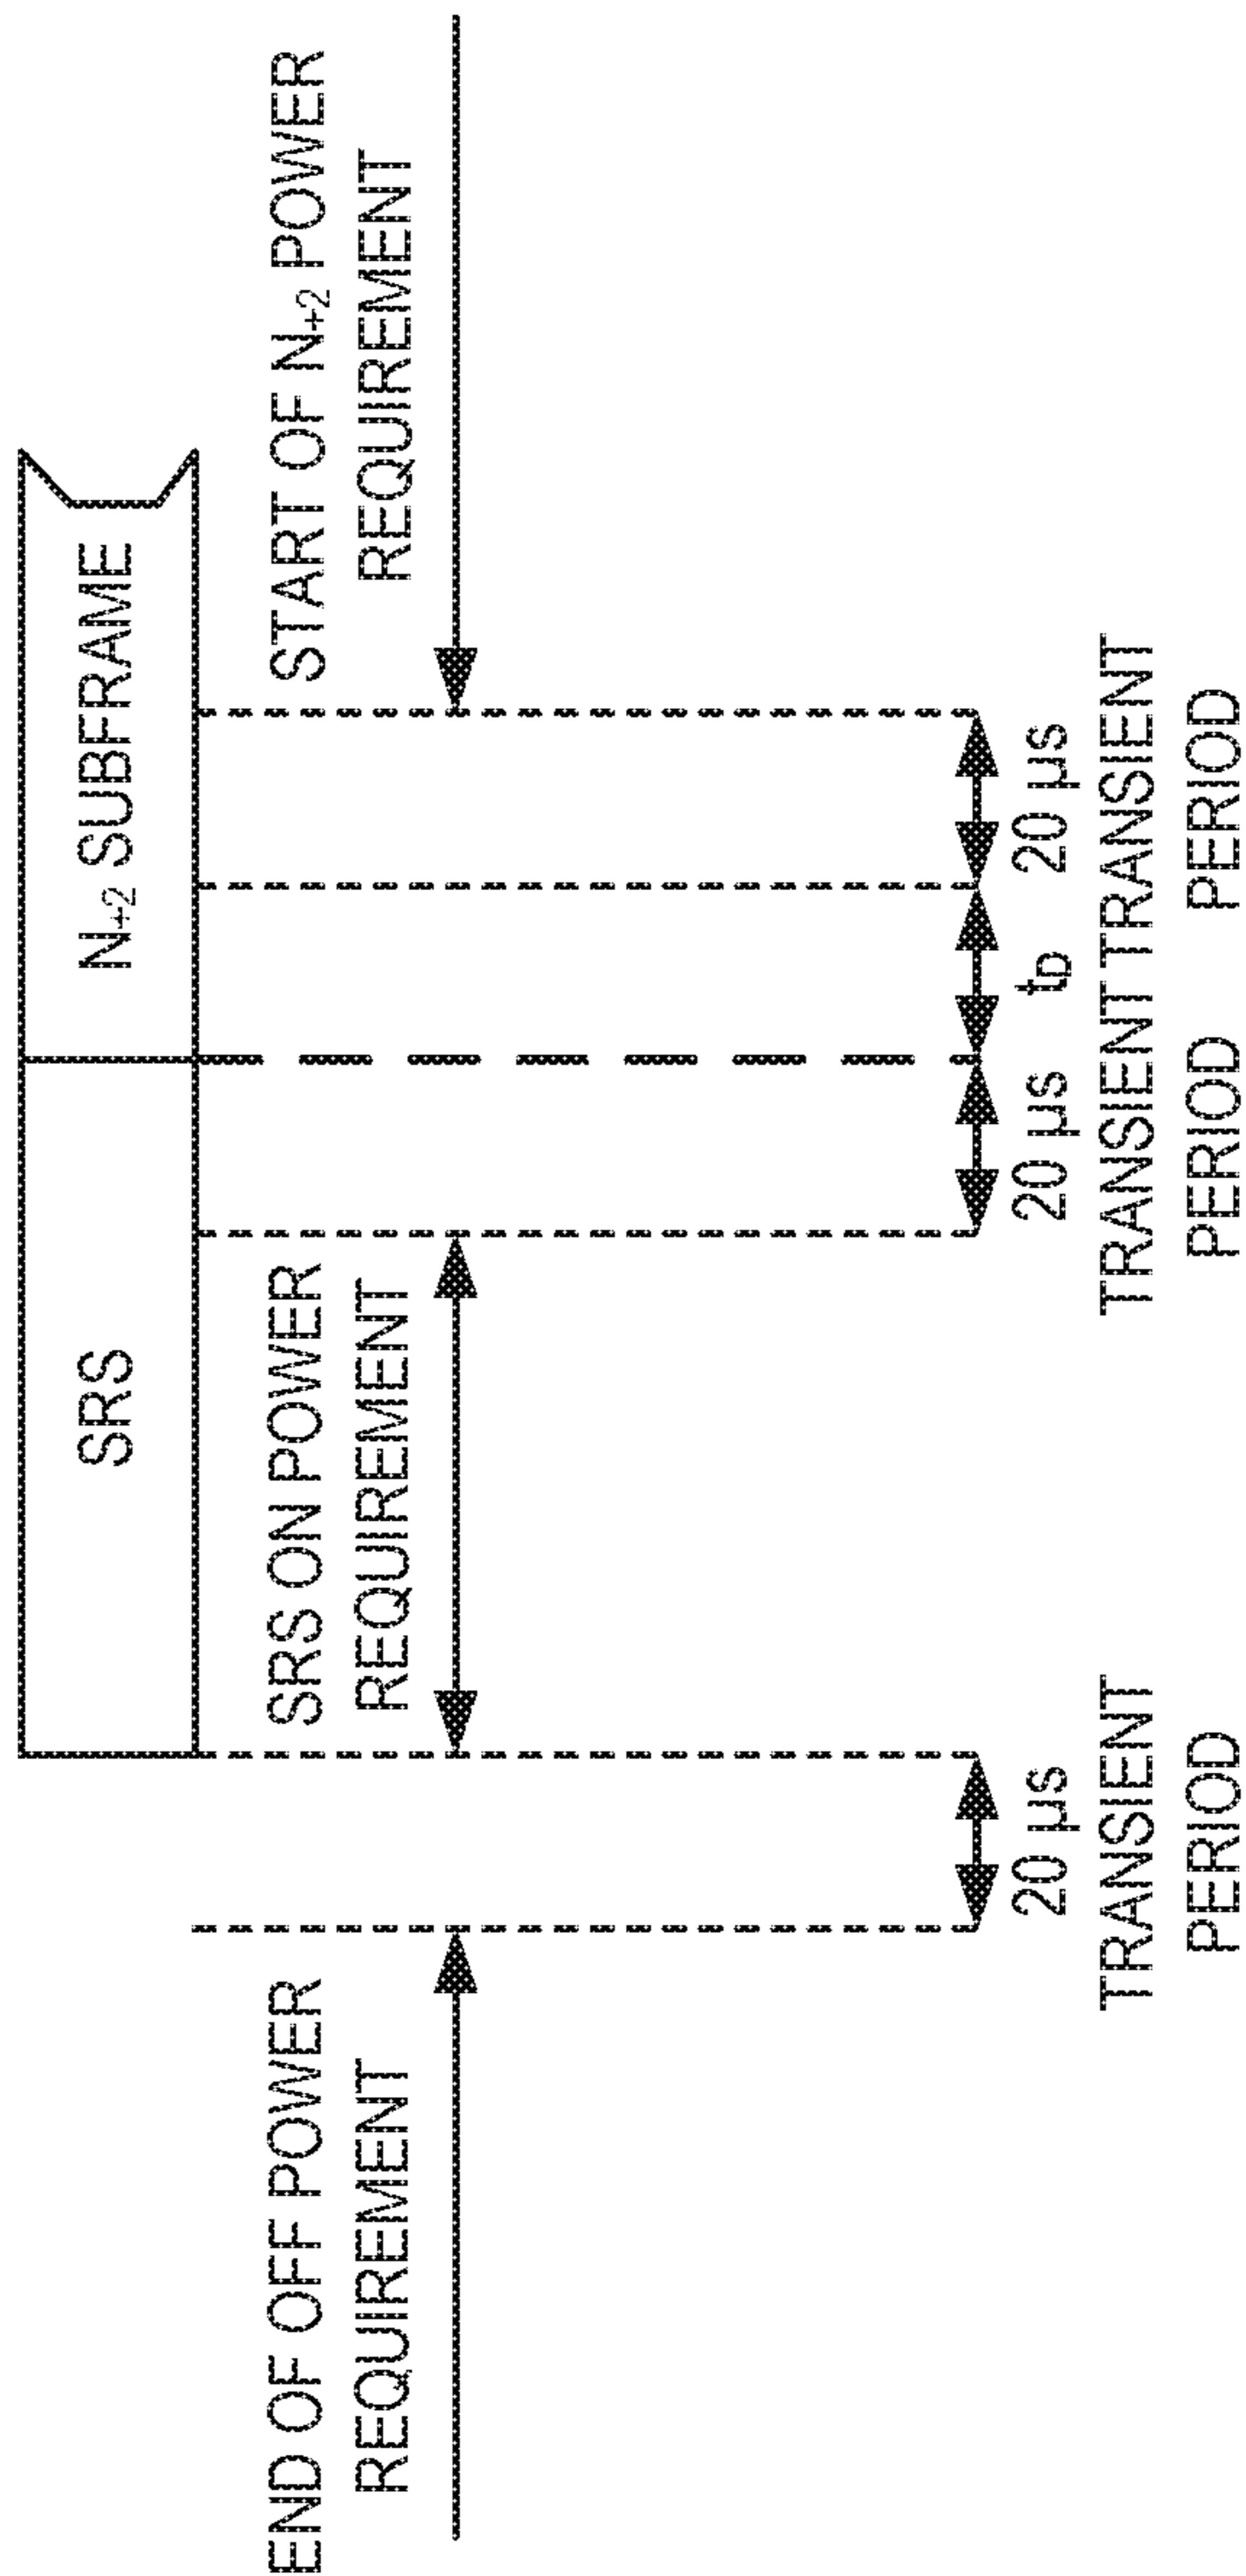 SRS
N+2 SUBFRAME
END OF OFF POWER
REQUIREMENT
SRS ON POWER
REQUIREMENT
START OF N+2 POWER
REQUIREMENT
20 µs
TRANSIENT
PERIOD
20 µs
TRANSIENT
PERIOD
tD
20 µs
TRANSIENT
PERIOD